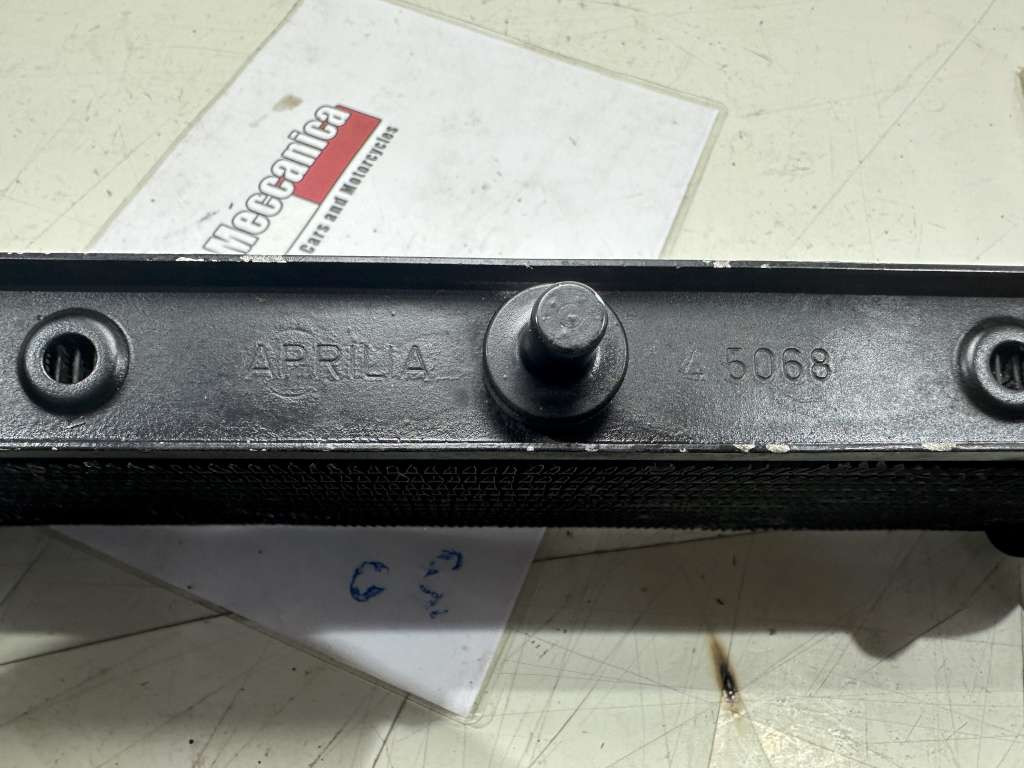 Meccanica
Cars and Motorcycles
APRILIA
4 5068